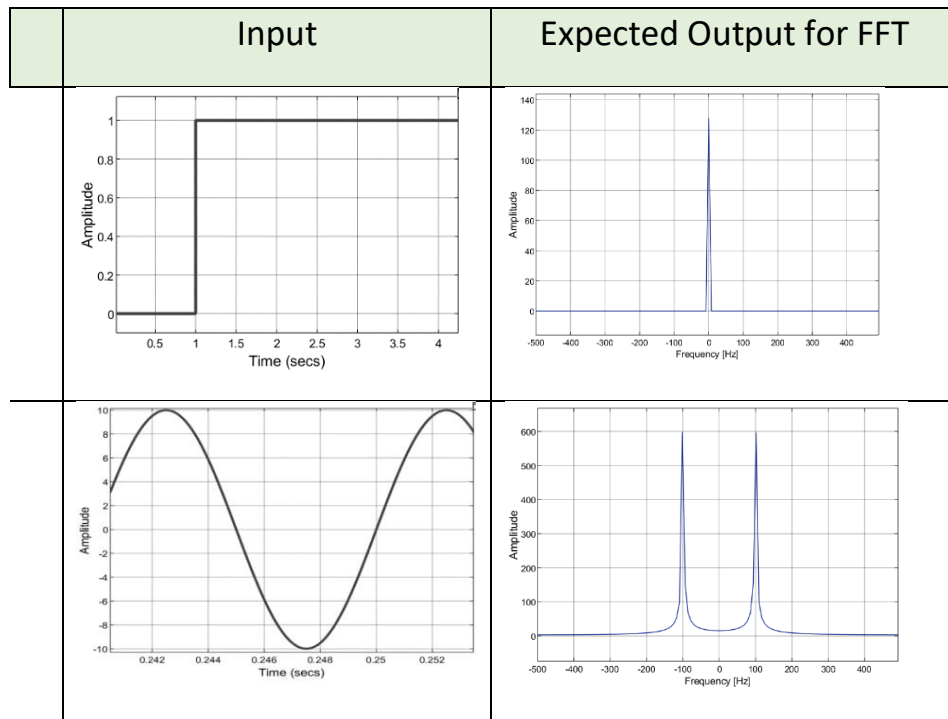 Input
Expected Output for FFT
Amplitude
1
0.8
0.6
0.4
0.2
0
0.5 1 1.5 2 2.5 3 3.5 4
Time (secs)
Amplitude
140
120
100
80
60
40
20
0
-500 -400 -300 -200 -100 0 100 200 300 400
Frequency [Hz]
Amplitude
10
8
6
4
2
0
-2
-4
-6
-8
-10
0.242 0.244 0.246 0.248 0.25 0.252
Time (secs)
Amplitude
600
500
400
300
200
100
0
-500 -400 -300 -200 -100 0 100 200 300 400
Frequency [Hz]